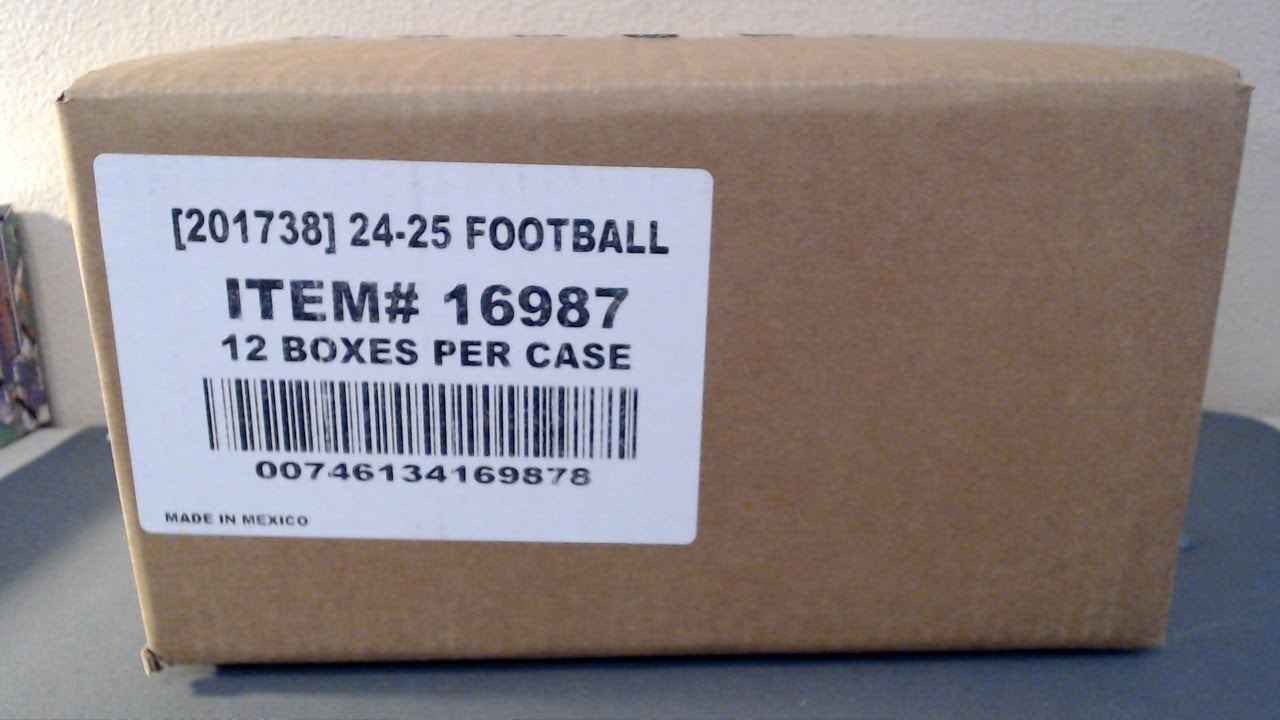 [201738] 24-25 FOOTBALL
ITEM# 16987
12 BOXES PER CASE
00746134169878
MADE IN MEXICO